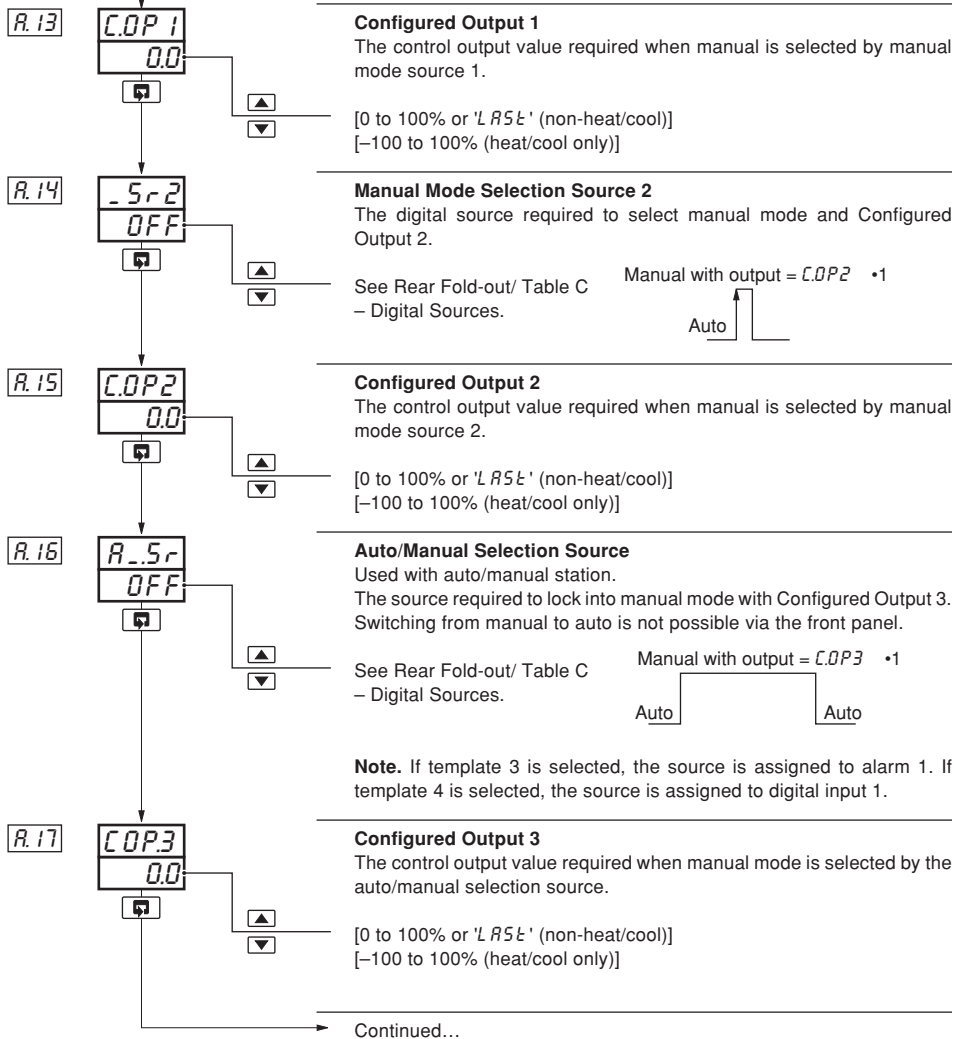 A.13
C.OP 1
0.0
Configured Output 1
The control output value required when manual is selected by manual
mode source 1.
[0 to 100% or 'LASt' (non-heat/cool)]
[–100 to 100% (heat/cool only)]
A.14
_ Sr2
OFF
Manual Mode Selection Source 2
The digital source required to select manual mode and Configured
Output 2.
See Rear Fold-out/ Table C
– Digital Sources.
Manual with output = C.OP2 •1
Auto
A.15
C.OP2
0.0
Configured Output 2
The control output value required when manual is selected by manual
mode source 2.
[0 to 100% or 'LASt' (non-heat/cool)]
[–100 to 100% (heat/cool only)]
A.16
A_.Sr
OFF
Auto/Manual Selection Source
Used with auto/manual station.
The source required to lock into manual mode with Configured Output 3.
Switching from manual to auto is not possible via the front panel.
See Rear Fold-out/ Table C
– Digital Sources.
Manual with output = C.OP3 •1
Auto Auto
Note. If template 3 is selected, the source is assigned to alarm 1. If
template 4 is selected, the source is assigned to digital input 1.
A.17
COP.3
0.0
Configured Output 3
The control output value required when manual mode is selected by the
auto/manual selection source.
[0 to 100% or 'LASt' (non-heat/cool)]
[–100 to 100% (heat/cool only)]
Continued…